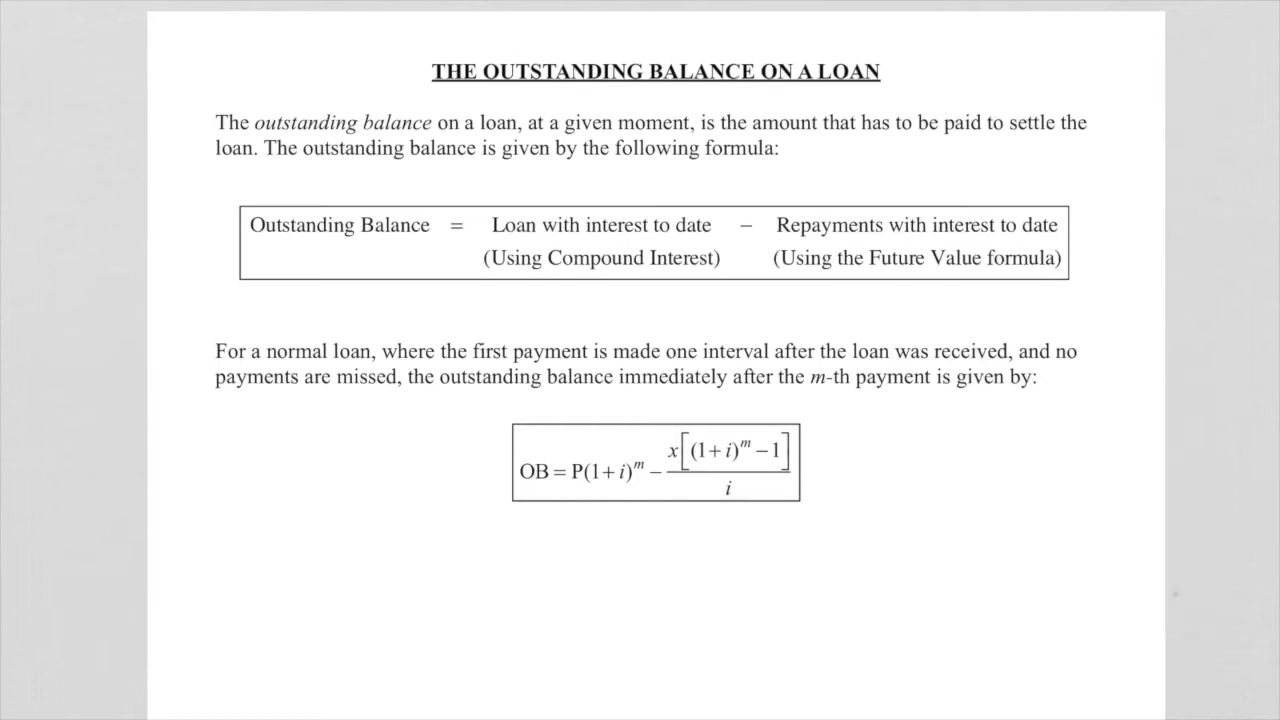 THE OUTSTANDING BALANCE ON A LOAN
The outstanding balance on a loan, at a given moment, is the amount that has to be paid to settle the
loan. The outstanding balance is given by the following formula:
Outstanding Balance = Loan with interest to date − Repayments with interest to date
(Using Compound Interest) (Using the Future Value formula)
For a normal loan, where the first payment is made one interval after the loan was received, and no
payments are missed, the outstanding balance immediately after the m-th payment is given by:
OB = P(1+i)^m − x[(1+i)^m − 1] / i